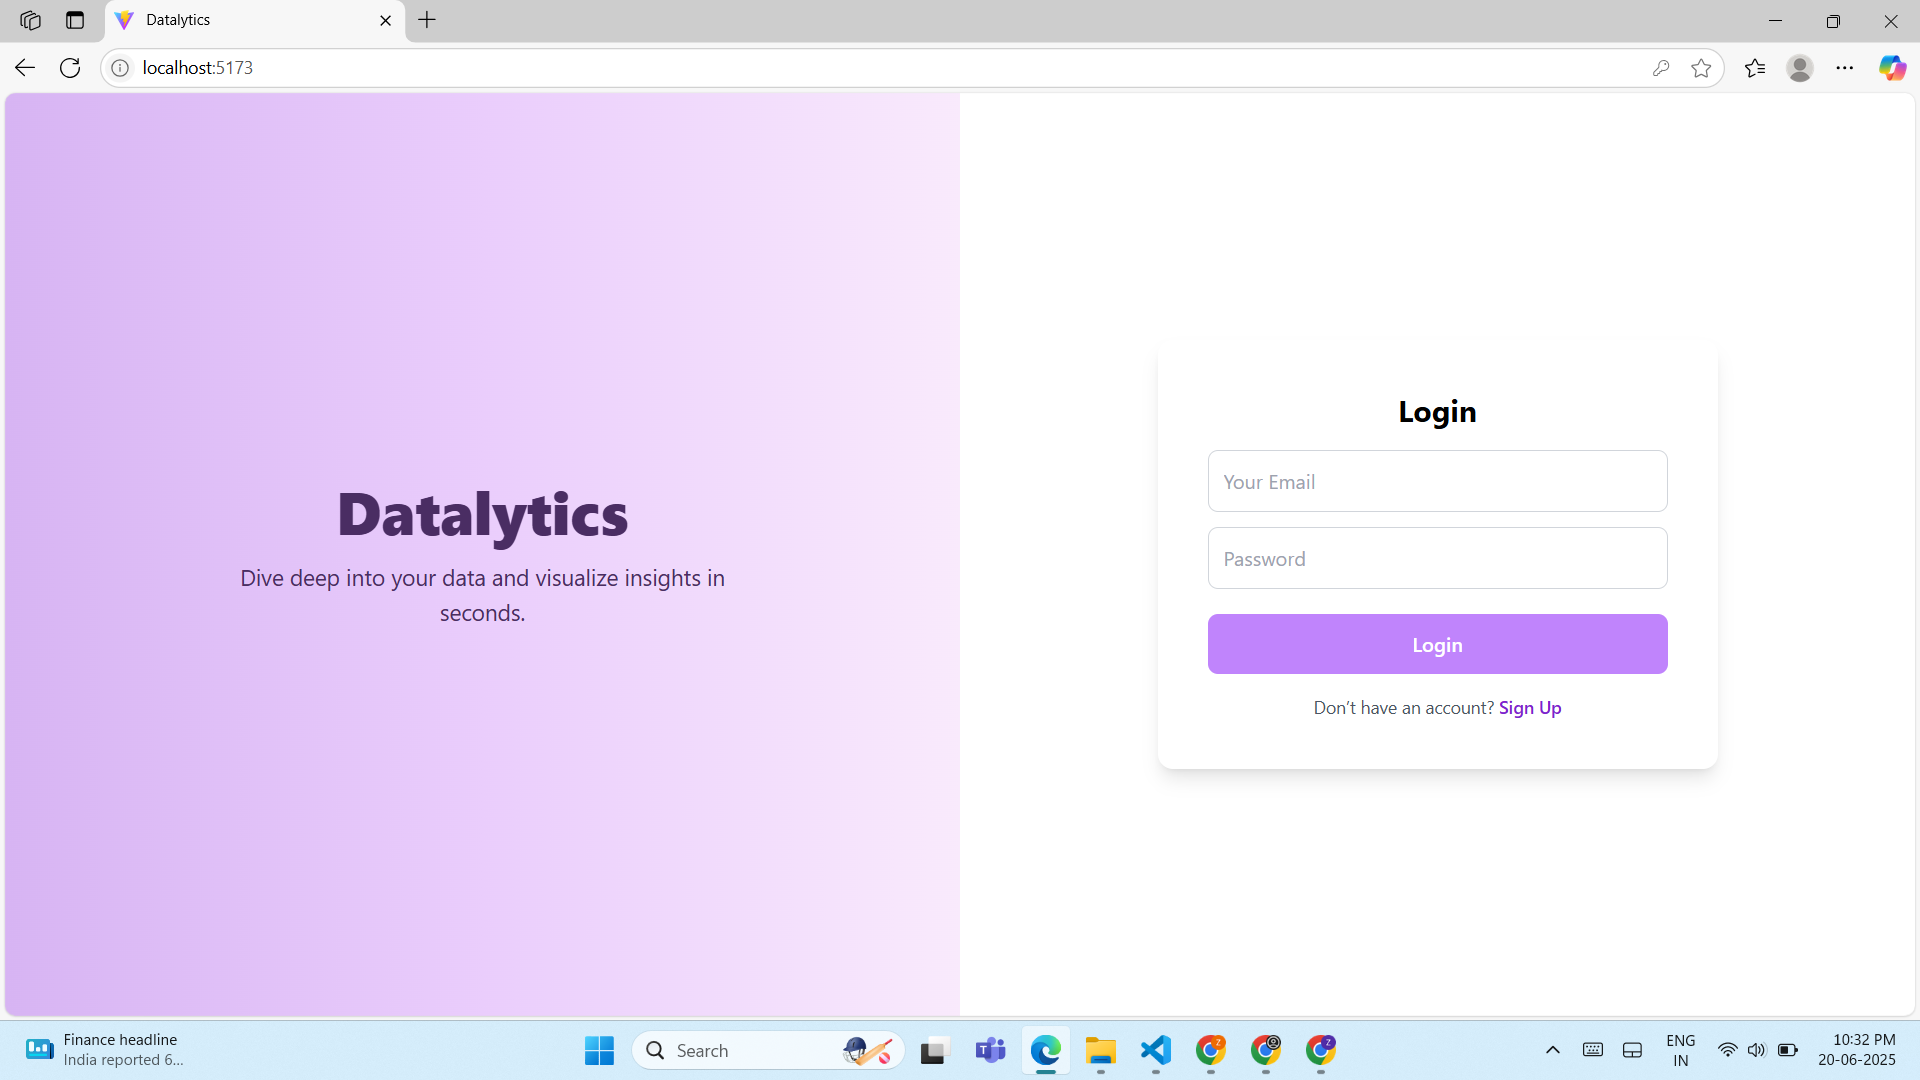 Datalytics
localhost:5173
Datalytics
Dive deep into your data and visualize insights in
seconds.
Login
Your Email
Password
Login
Don’t have an account? Sign Up
Finance headline
India reported 6...
Search
ENG
IN
10:32 PM
20-06-2025